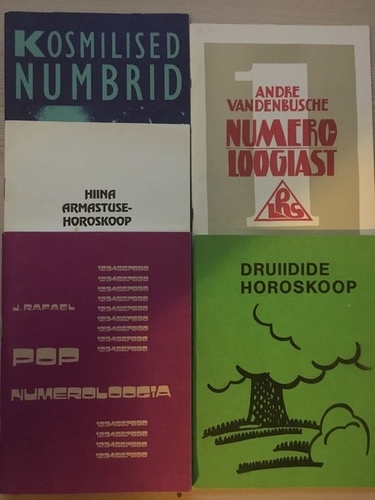 KOSMILISED
NUMBRID
HIINA
ARMASTUSE-
HOROSKOOP
ANDRE
VANDENBUSCHE
1
NUMERO-
LOOGIAST
1234567890
1234567890
1234567890
1234567890
J. RAFAEL
1234567890
1234567890
1234567890
1234567890
1234567890
POP
NUMEROLOOGIA
1234567890
1234567890
1234567890
1234567890
DRUIIDIDE
HOROSKOOP